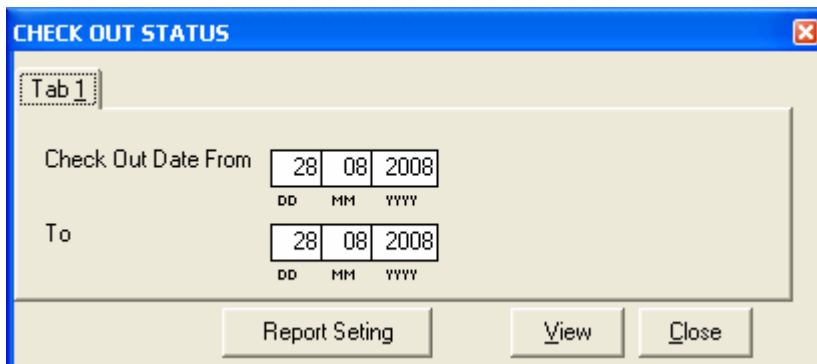 CHECK OUT STATUS
Tab 1
Check Out Date From 28 08 2008
DD MM YYYY
To 28 08 2008
DD MM YYYY
Report Seting View Close